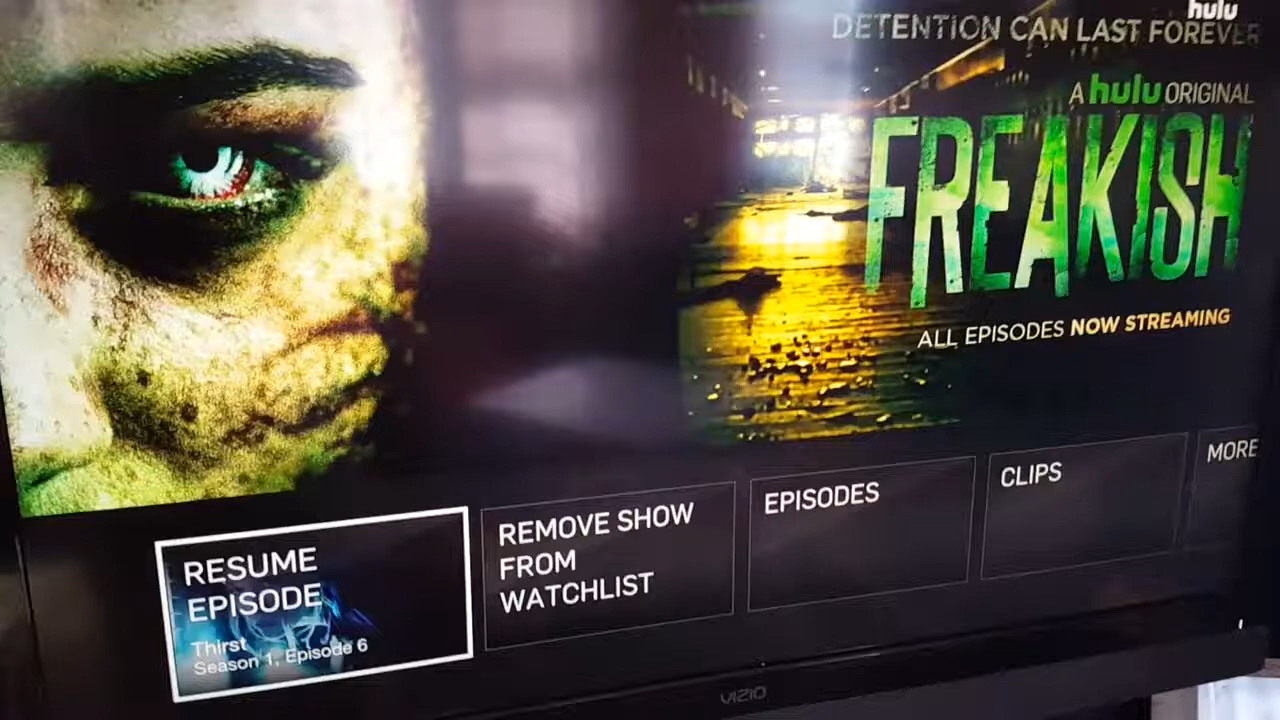 hulu
DETENTION CAN LAST FOREVER
A hulu ORIGINAL
FREAKISH
ALL EPISODES NOW STREAMING
RESUME
EPISODE
Thirst
Season 1, Episode 6
REMOVE SHOW
FROM
WATCHLIST
EPISODES
CLIPS
MORE
VIZIO